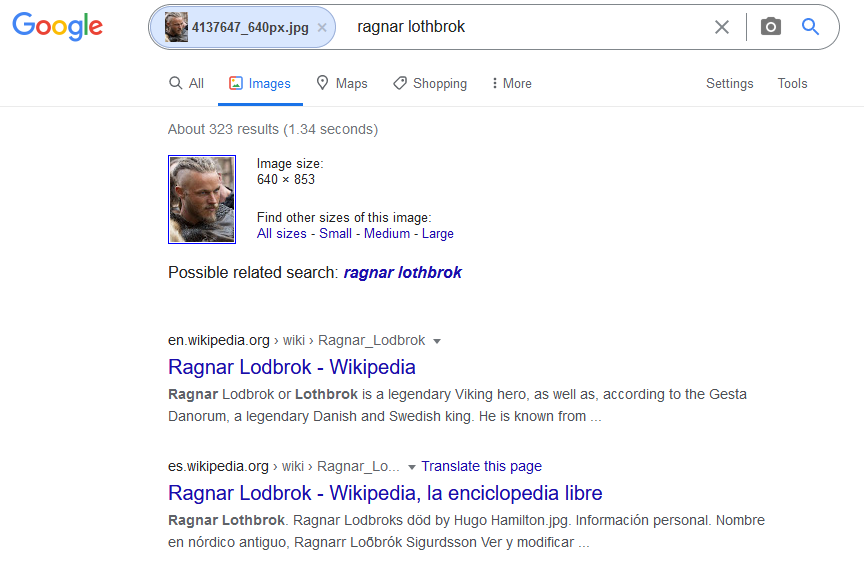 Google
4137647_640px.jpg × ragnar lothbrok
All Images Maps Shopping More Settings Tools
About 323 results (1.34 seconds)
Image size:
640 × 853
Find other sizes of this image:
All sizes - Small - Medium - Large
Possible related search: ragnar lothbrok
en.wikipedia.org › wiki › Ragnar_Lodbrok
Ragnar Lodbrok - Wikipedia
Ragnar Lodbrok or Lothbrok is a legendary Viking hero, as well as, according to the Gesta
Danorum, a legendary Danish and Swedish king. He is known from ...
es.wikipedia.org › wiki › Ragnar_Lo... Translate this page
Ragnar Lodbrok - Wikipedia, la enciclopedia libre
Ragnar Lothbrok. Ragnar Lodbroks död by Hugo Hamilton.jpg. Información personal. Nombre
en nórdico antiguo, Ragnarr Loðbrók Sigurdsson Ver y modificar ...